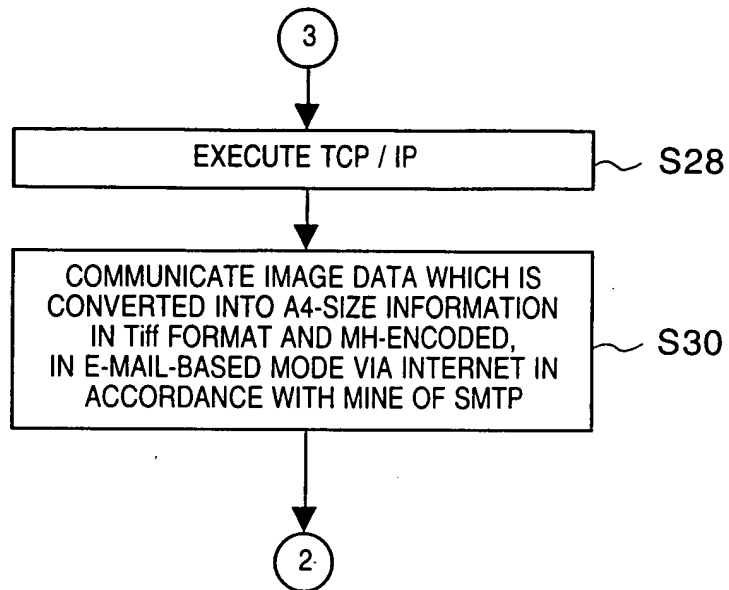 3
EXECUTE TCP / IP
S28
COMMUNICATE IMAGE DATA WHICH IS
CONVERTED INTO A4-SIZE INFORMATION
IN Tiff FORMAT AND MH-ENCODED,
IN E-MAIL-BASED MODE VIA INTERNET IN
ACCORDANCE WITH MINE OF SMTP
S30
2